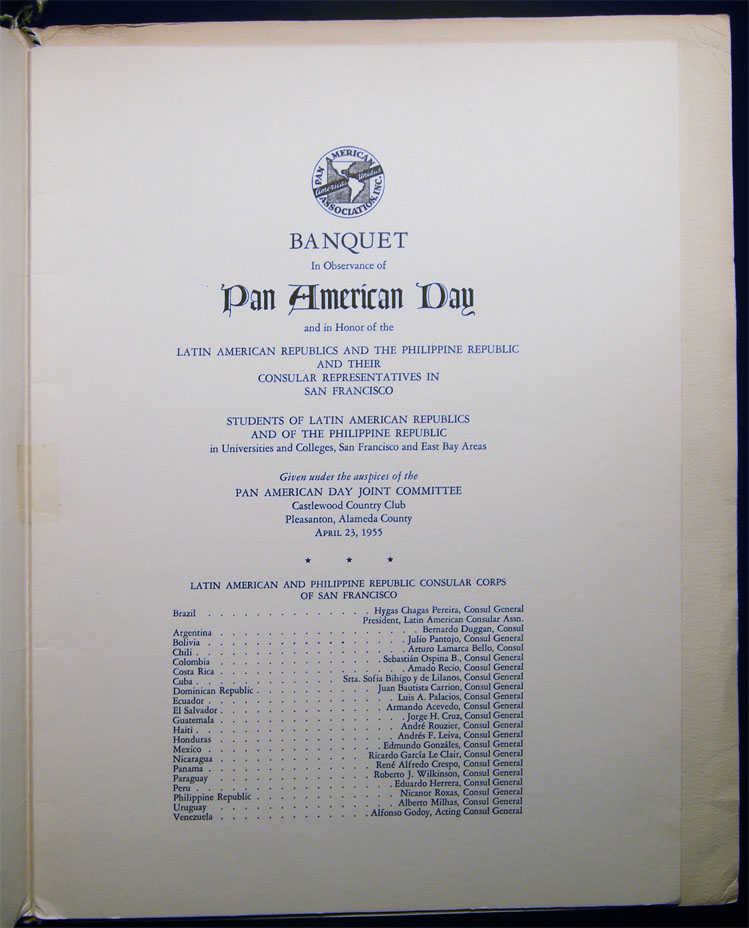 PAN AMERICAN
Americas Unidas
ASSOCIATION, INC.
BANQUET
In Observance of
Pan American Day
and in Honor of the
LATIN AMERICAN REPUBLICS AND THE PHILIPPINE REPUBLIC
AND THEIR
CONSULAR REPRESENTATIVES IN
SAN FRANCISCO
STUDENTS OF LATIN AMERICAN REPUBLICS
AND OF THE PHILIPPINE REPUBLIC
in Universities and Colleges, San Francisco and East Bay Areas
Given under the auspices of the
PAN AMERICAN DAY JOINT COMMITTEE
Castlewood Country Club
Pleasanton, Alameda County
APRIL 23, 1955
★ ★ ★
LATIN AMERICAN AND PHILIPPINE REPUBLIC CONSULAR CORPS
OF SAN FRANCISCO
Brazil . . . . . . . . . . . . . Hygas Chagas Pereira, Consul General
President, Latin American Consular Assn.
Argentina . . . . . . . . . . . . . Bernardo Duggan, Consul
Bolivia . . . . . . . . . . . . . Julio Pantojo, Consul General
Chili . . . . . . . . . . . . . Arturo Lamarca Bello, Consul
Colombia . . . . . . . . . . . . . Sebastián Ospina B., Consul General
Costa Rica . . . . . . . . . . . . . Amado Recio, Consul General
Cuba . . . . . . . . . . . . . Srta. Sofía Bihigo y de Lilanos, Consul General
Dominican Republic . . . . . . . . . . Juan Bautista Carrion, Consul General
Ecuador . . . . . . . . . . . . . Luis A. Palacios, Consul General
El Salvador . . . . . . . . . . . . . Armando Acevedo, Consul General
Guatemala . . . . . . . . . . . . . Jorge H. Cruz, Consul General
Haiti . . . . . . . . . . . . . André Rouzier, Consul General
Honduras . . . . . . . . . . . . . Andrés F. Leiva, Consul General
Mexico . . . . . . . . . . . . . Edmundo Gonzáles, Consul General
Nicaragua . . . . . . . . . . . . . Ricardo García Le Clair, Consul General
Panama . . . . . . . . . . . . . René Alfredo Crespo, Consul General
Paraguay . . . . . . . . . . . . . Roberto J. Wilkinson, Consul General
Peru . . . . . . . . . . . . . Eduardo Herrera, Consul General
Philippine Republic . . . . . . . . . . Nicanor Roxas, Consul General
Uruguay . . . . . . . . . . . . . Alberto Milhas, Consul General
Venezuela . . . . . . . . . . . . . Alfonso Godoy, Acting Consul General